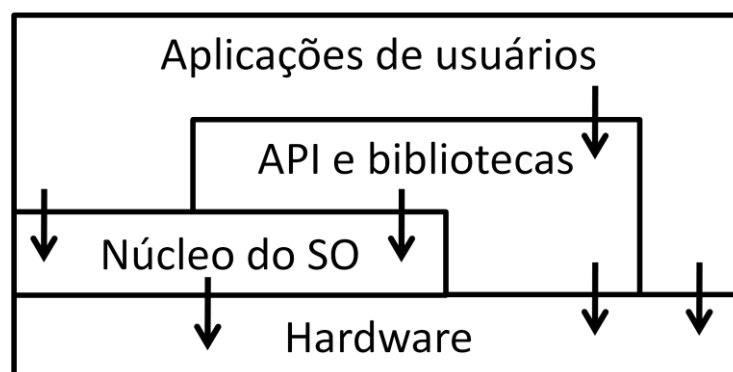 Aplicações de usuários
API e bibliotecas
Núcleo do SO
Hardware